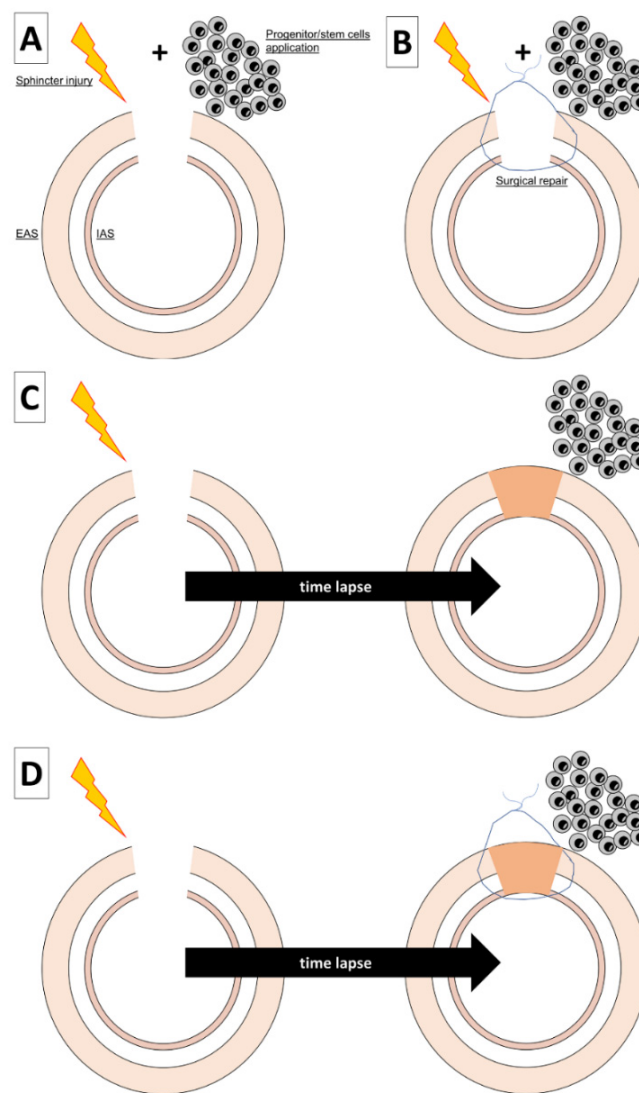 A
+
Progenitor/stem cells
application
Sphincter injury
EAS
IAS
B
+
Surgical repair
C
time lapse
D
time lapse